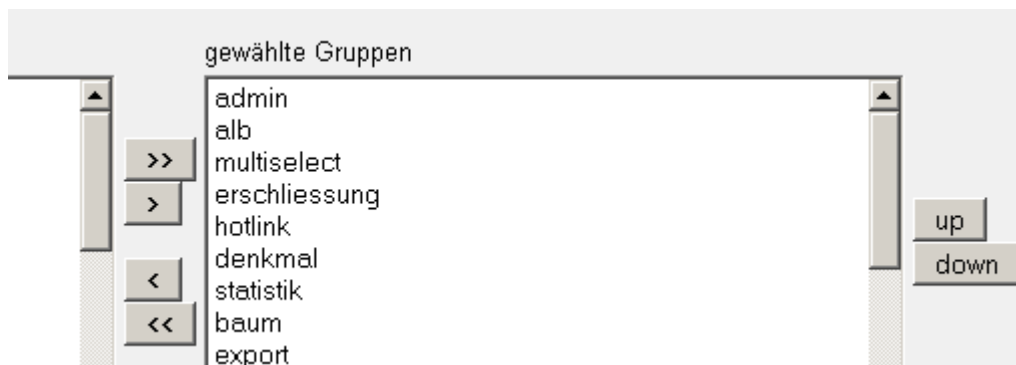 gewählte Gruppen
admin
alb
>>
multiselect
>
erschliessung
hotlink
up
denkmal
down
<
statistik
<<
baum
export